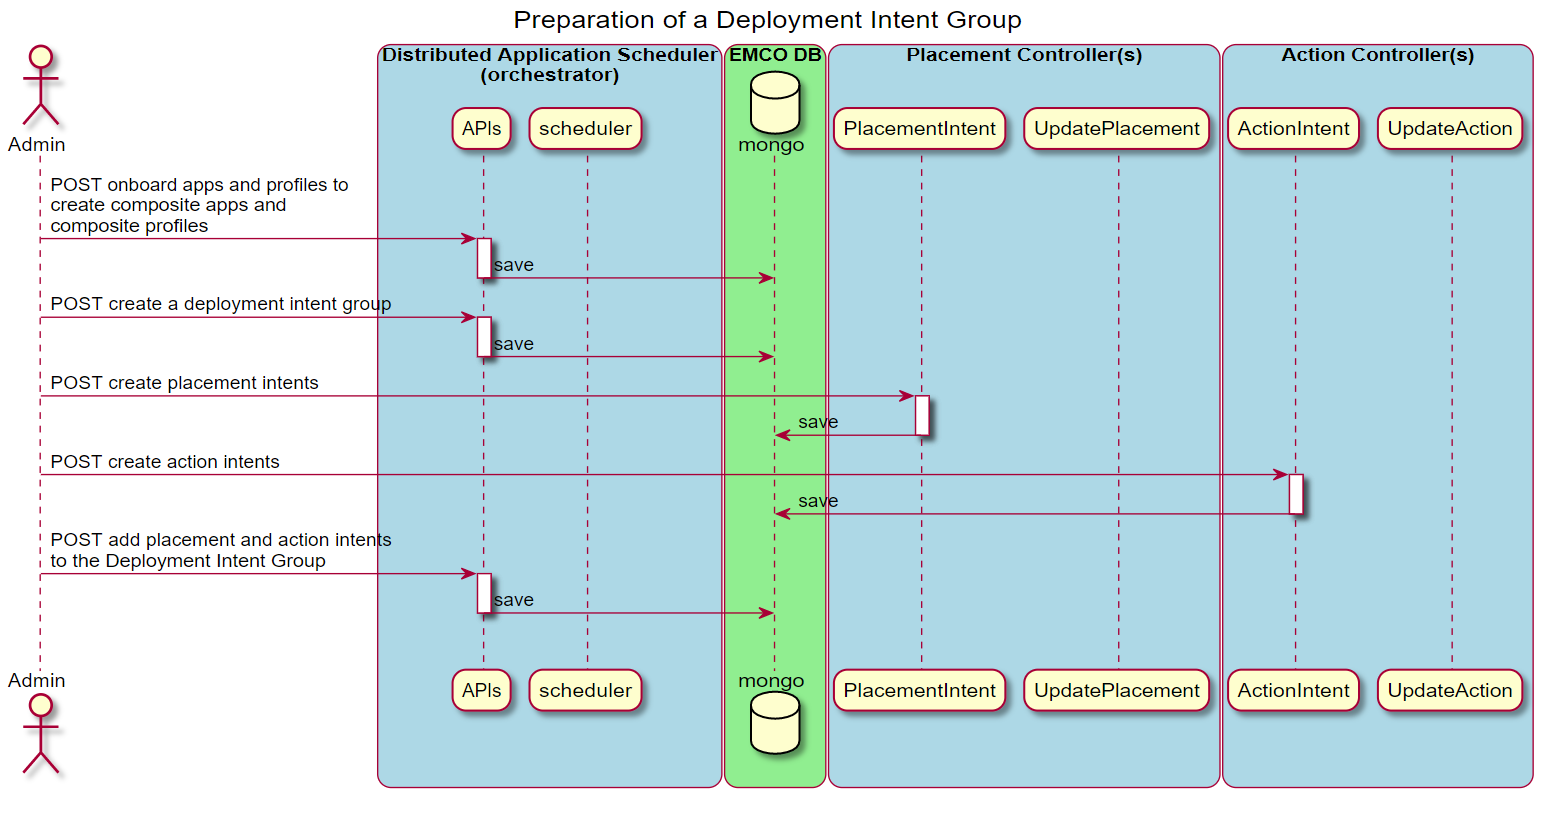 Preparation of a Deployment Intent Group
Distributed Application Scheduler
(orchestrator)
EMCO DB
Placement Controller(s)
Action Controller(s)
Admin
APIs
scheduler
mongo
PlacementIntent
UpdatePlacement
ActionIntent
UpdateAction
POST onboard apps and profiles to
create composite apps and
composite profiles
save
POST create a deployment intent group
save
POST create placement intents
save
POST create action intents
save
POST add placement and action intents
to the Deployment Intent Group
save
Admin
APIs
scheduler
mongo
PlacementIntent
UpdatePlacement
ActionIntent
UpdateAction